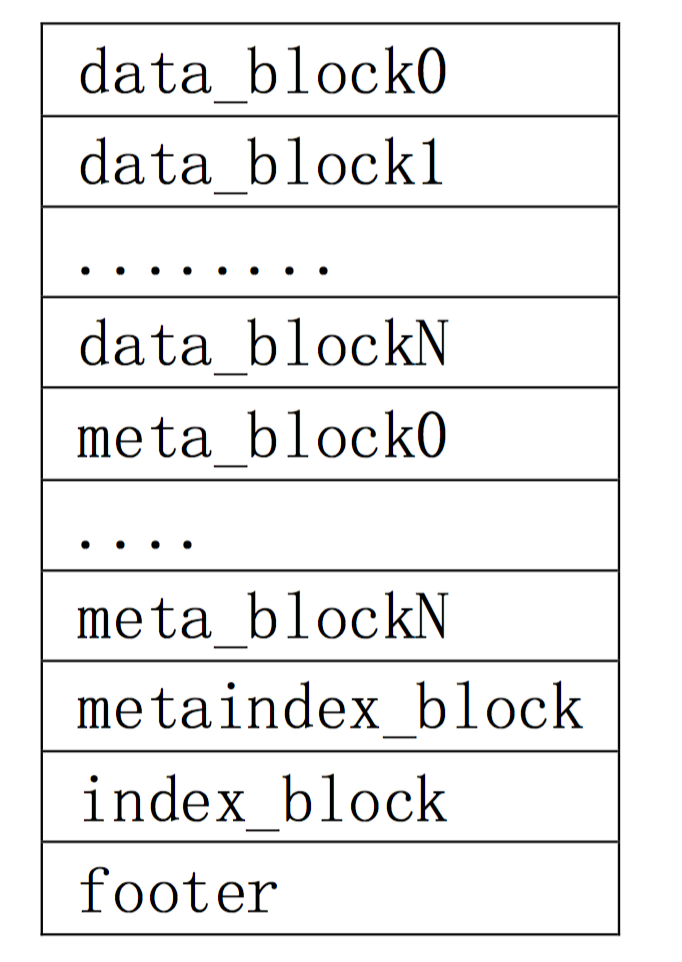 data_block0
data_block1
........
data_blockN
meta_block0
....
meta_blockN
metaindex_block
index_block
footer